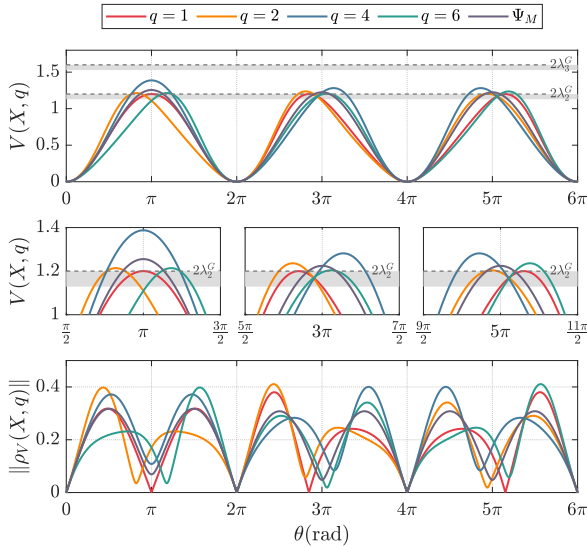 q = 1 q = 2 q = 4 q = 6 Ψ_M
V(X, q)
1.5
1
0.5
0
2λ_3^G
2λ_2^G
0 π 2π 3π 4π 5π 6π
V(X, q)
1.4
1.2
1
2λ_2^G 2λ_2^G 2λ_2^G
π/2 π 3π/2 5π/2 3π 7π/2 9π/2 5π 11π/2
‖ρ_V(X, q)‖
0.4
0.2
0
0 π 2π 3π 4π 5π 6π
θ(rad)